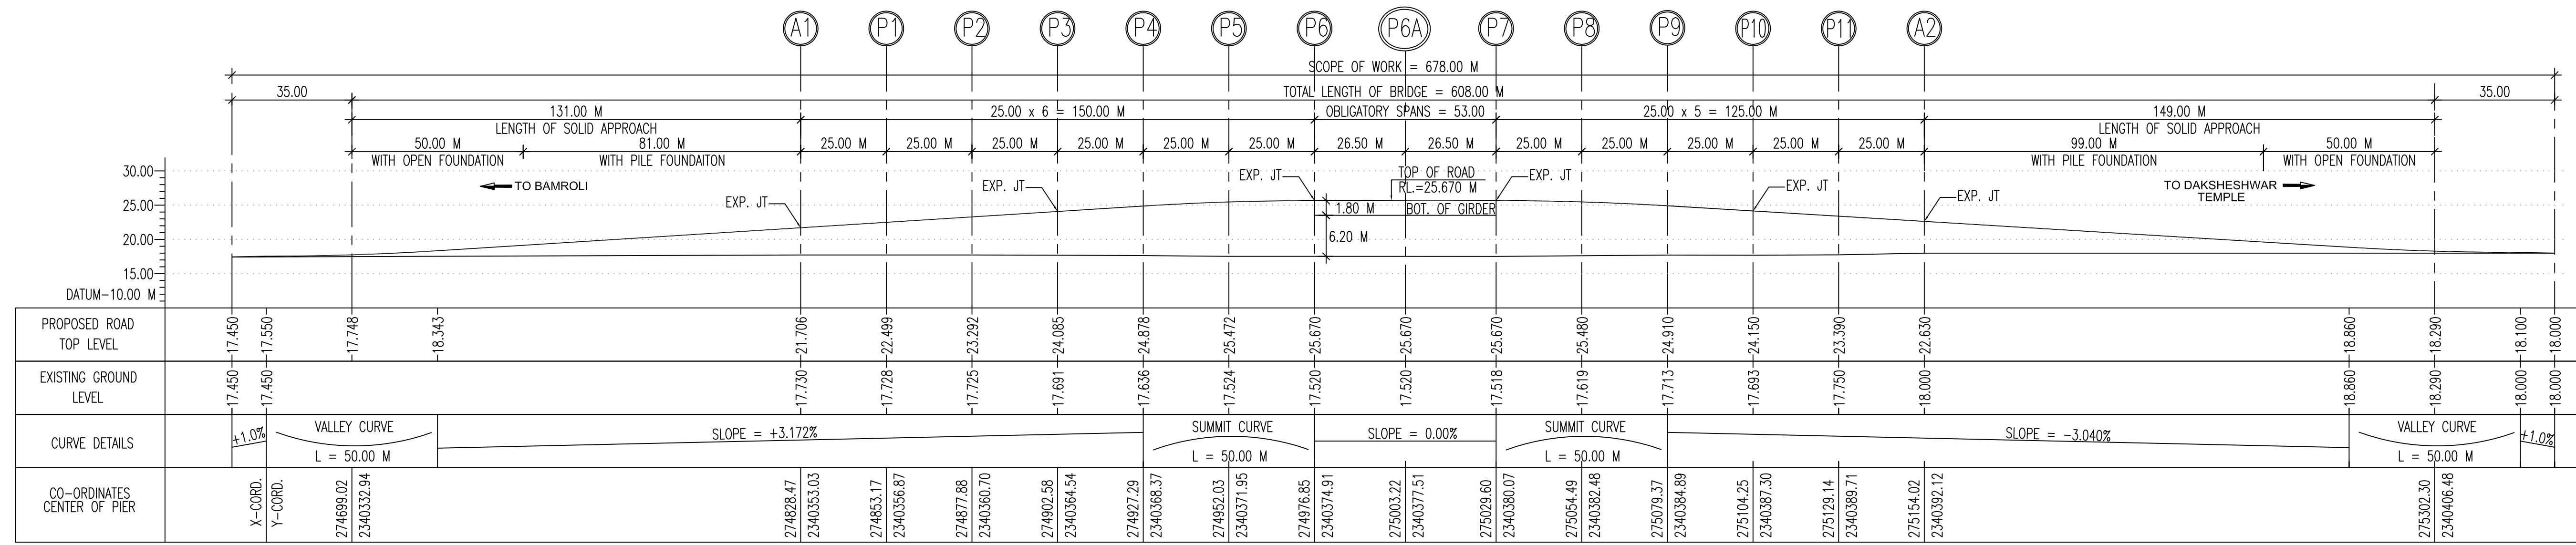 A1 P1 P2 P3 P4 P5 P6 P6A P7 P8 P9 P10 P11 A2
SCOPE OF WORK = 678.00 M
35.00 TOTAL LENGTH OF BRIDGE = 608.00 M 35.00
131.00 M 25.00 x 6 = 150.00 M OBLIGATORY SPANS = 53.00 25.00 x 5 = 125.00 M 149.00 M
LENGTH OF SOLID APPROACH LENGTH OF SOLID APPROACH
50.00 M 81.00 M 25.00 M 25.00 M 25.00 M 25.00 M 25.00 M 25.00 M 26.50 M 26.50 M 25.00 M 25.00 M 25.00 M 25.00 M 25.00 M 99.00 M 50.00 M
WITH OPEN FOUNDATION WITH PILE FOUNDAITON WITH PILE FOUNDATION WITH OPEN FOUNDATION
30.00
25.00
20.00
15.00
DATUM-10.00 M
TO BAMROLI
EXP. JT
EXP. JT
EXP. JT
TOP OF ROAD
RL.=25.670 M
1.80 M BOT. OF GIRDER
6.20 M
EXP. JT
EXP. JT
EXP. JT
TO DAKSHESHWAR
TEMPLE
PROPOSED ROAD
TOP LEVEL
17.450 17.550 17.748 18.343 21.706 22.499 23.292 24.085 24.878 25.472 25.670 25.670 25.670 25.480 24.910 24.150 23.390 22.630 18.860 18.290 18.100 18.000
EXISTING GROUND
LEVEL
17.450 17.450 17.730 17.728 17.725 17.691 17.636 17.524 17.520 17.520 17.518 17.619 17.713 17.693 17.750 18.000 18.860 18.290 18.000 18.000
CURVE DETAILS
+1.0% VALLEY CURVE SLOPE = +3.172% SUMMIT CURVE SLOPE = 0.00% SUMMIT CURVE SLOPE = -3.040% VALLEY CURVE +1.0%
L = 50.00 M L = 50.00 M L = 50.00 M L = 50.00 M
CO-ORDINATES
CENTER OF PIER
X-CORD.
Y-CORD.
274699.02
2340332.94
274828.47
2340353.03
274853.17
2340356.87
274877.88
2340360.70
274902.58
2340364.54
274927.29
2340368.37
274952.03
2340371.95
274976.85
2340374.91
275003.22
2340377.51
275029.60
2340380.07
275054.49
2340382.48
275079.37
2340384.89
275104.25
2340387.30
275129.14
2340389.71
275154.02
2340392.12
275302.30
2340406.48